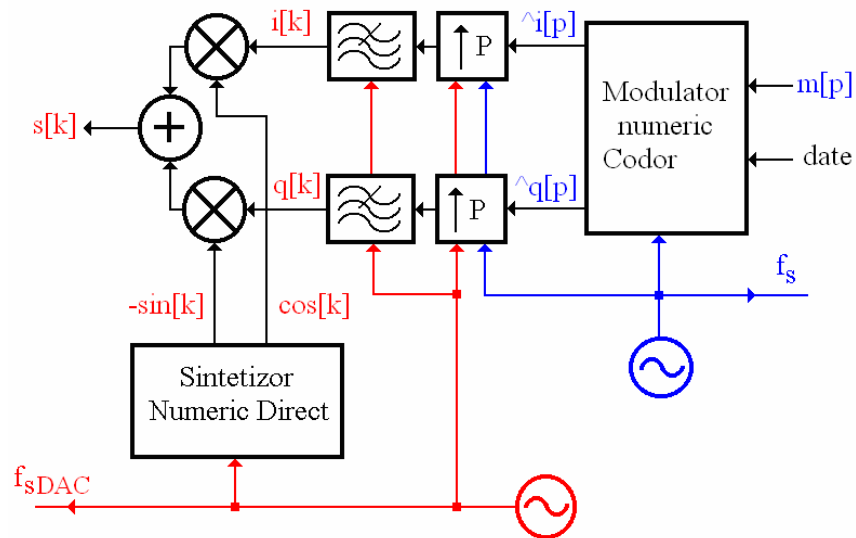 i[k]
P
^i[p]
Modulator
numeric
Codor
m[p]
date
s[k]
+
q[k]
P
^q[p]
-sin[k]
cos[k]
f_s
Sintetizor
Numeric Direct
f_sDAC